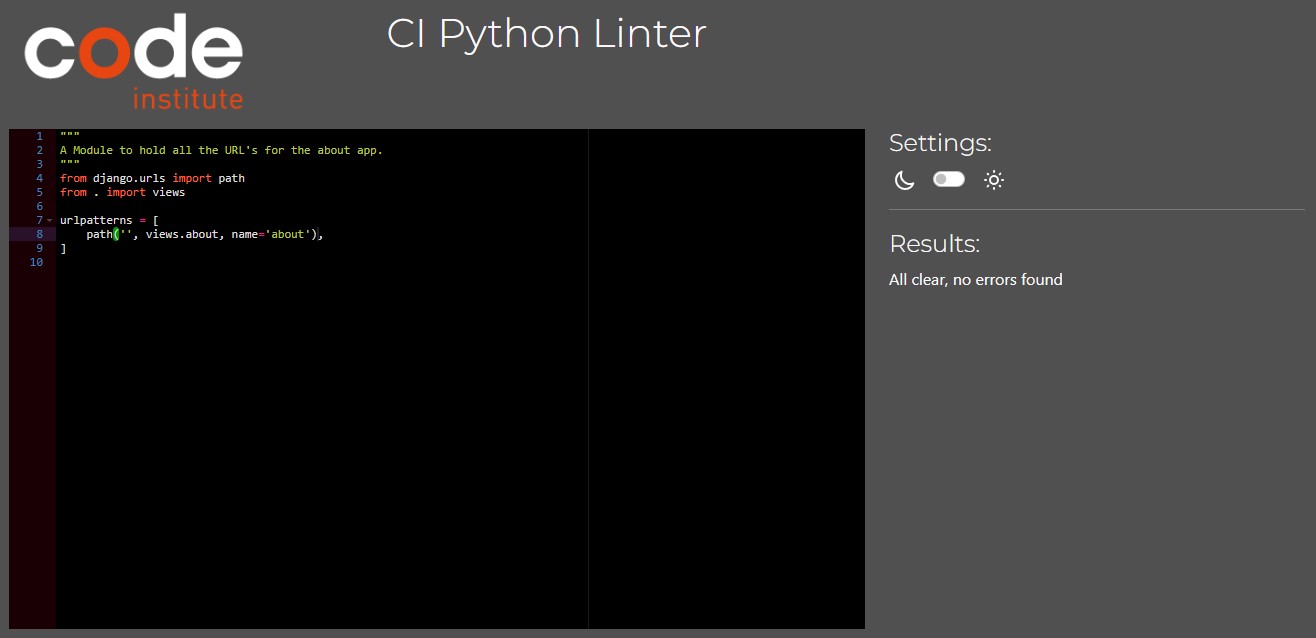 code
institute
CI Python Linter
1 """
2 A Module to hold all the URL's for the about app.
3 """
4 from django.urls import path
5 from . import views
6
7 urlpatterns = [
8     path('', views.about, name='about'),
9 ]
10
Settings:
Results:
All clear, no errors found